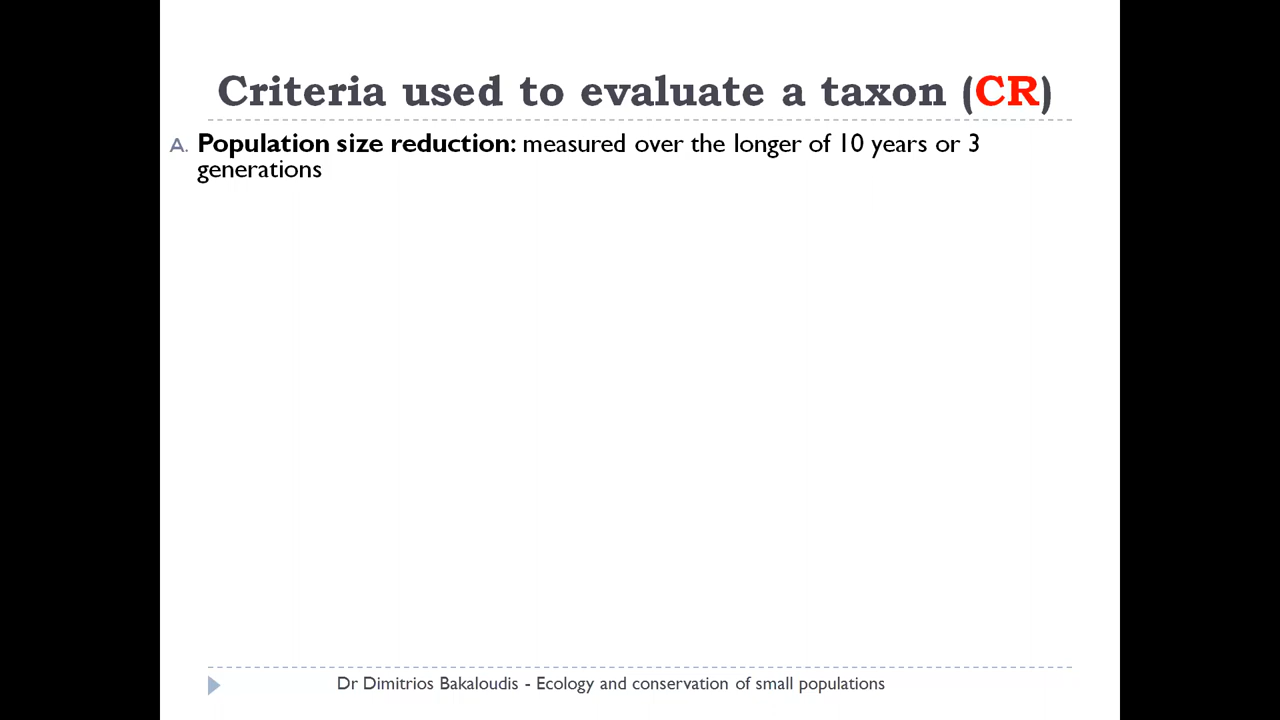 Criteria used to evaluate a taxon (CR)
A. Population size reduction: measured over the longer of 10 years or 3
generations
Dr Dimitrios Bakaloudis - Ecology and conservation of small populations